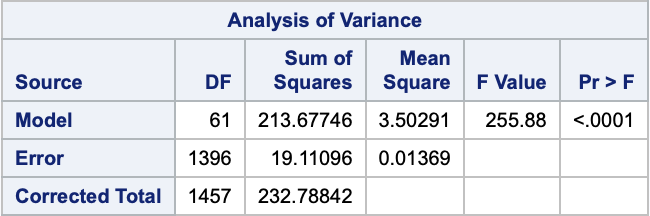 Analysis of Variance
Source DF Sum of Squares Mean Square F Value Pr > F
Model 61 213.67746 3.50291 255.88 <.0001
Error 1396 19.11096 0.01369
Corrected Total 1457 232.78842